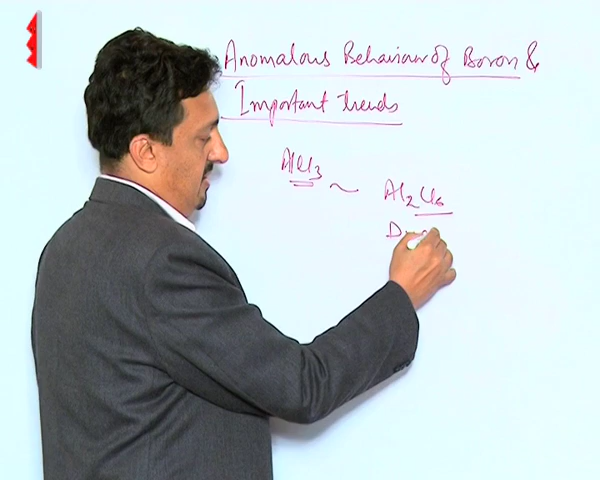 Anomalous Behaviour of Boron &
Important trends
AlCl3 ~ Al2Cl6